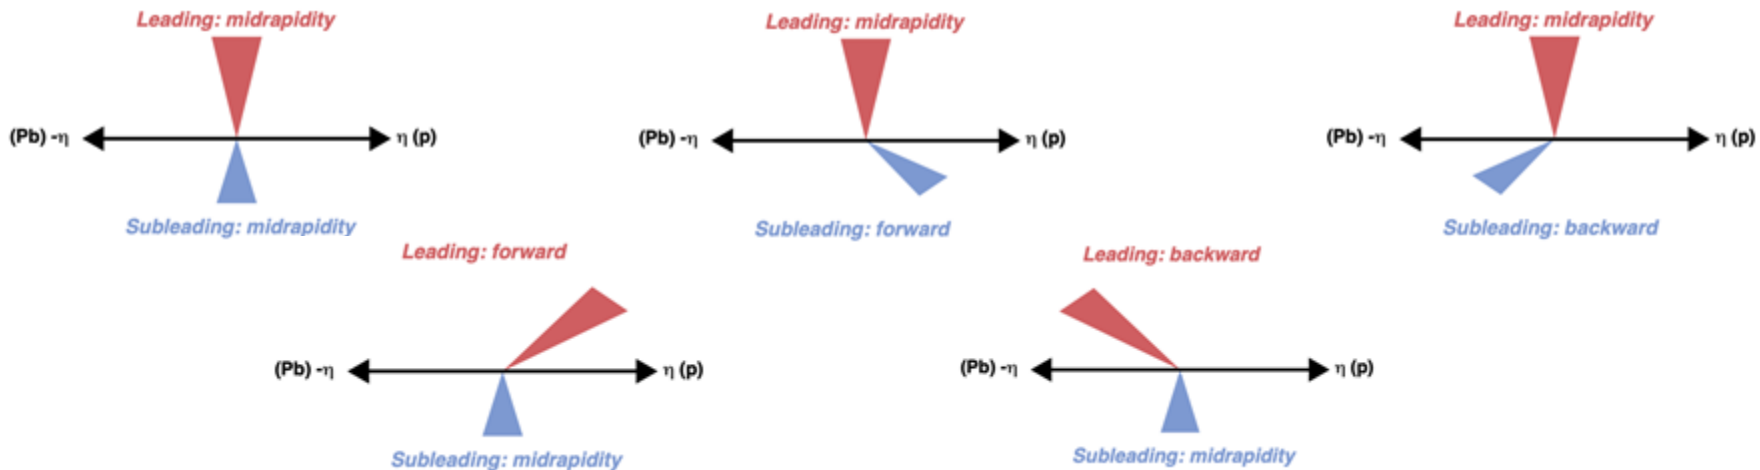 Leading: midrapidity
(Pb) -η η (p)
Subleading: midrapidity
Leading: midrapidity
(Pb) -η η (p)
Subleading: forward
Leading: midrapidity
(Pb) -η η (p)
Subleading: backward
Leading: forward
(Pb) -η η (p)
Subleading: midrapidity
Leading: backward
(Pb) -η η (p)
Subleading: midrapidity